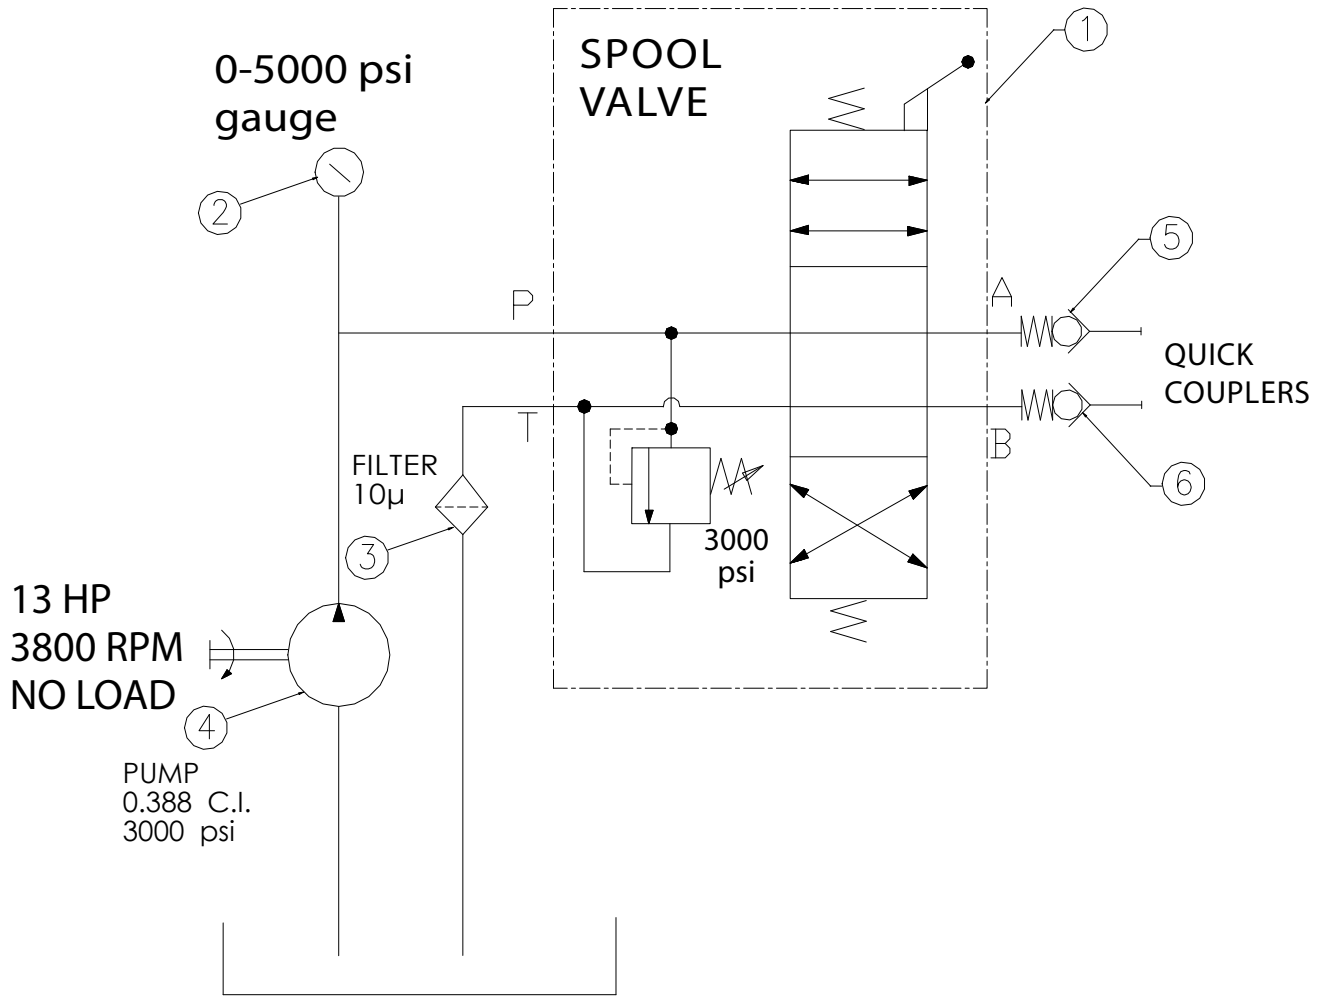 0-5000 psi
gauge
SPOOL
VALVE
1
2
5
P
A
QUICK
COUPLERS
T
B
FILTER
10µ
6
3
3000
psi
13 HP
3800 RPM
NO LOAD
4
PUMP
0.388 C.I.
3000 psi